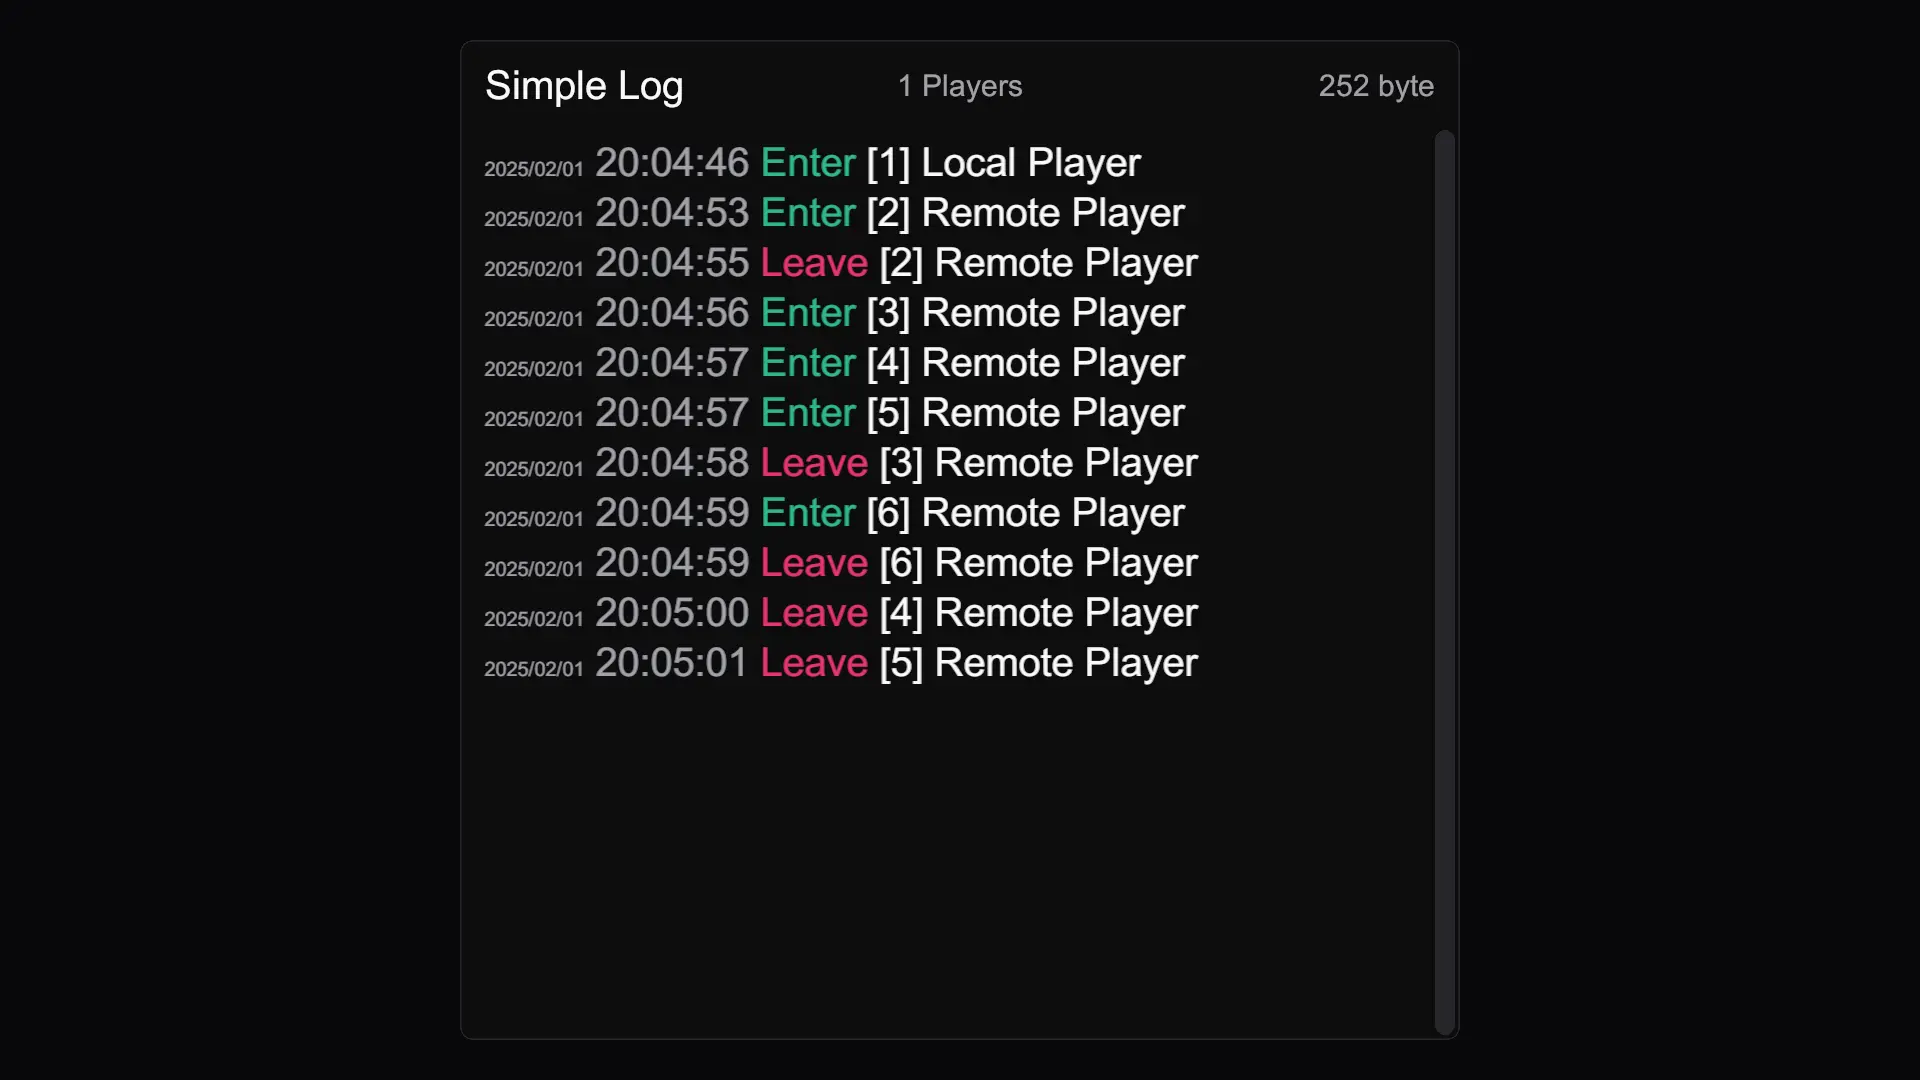 Simple Log 1 Players 252 byte
2025/02/01 20:04:46 Enter [1] Local Player
2025/02/01 20:04:53 Enter [2] Remote Player
2025/02/01 20:04:55 Leave [2] Remote Player
2025/02/01 20:04:56 Enter [3] Remote Player
2025/02/01 20:04:57 Enter [4] Remote Player
2025/02/01 20:04:57 Enter [5] Remote Player
2025/02/01 20:04:58 Leave [3] Remote Player
2025/02/01 20:04:59 Enter [6] Remote Player
2025/02/01 20:04:59 Leave [6] Remote Player
2025/02/01 20:05:00 Leave [4] Remote Player
2025/02/01 20:05:01 Leave [5] Remote Player